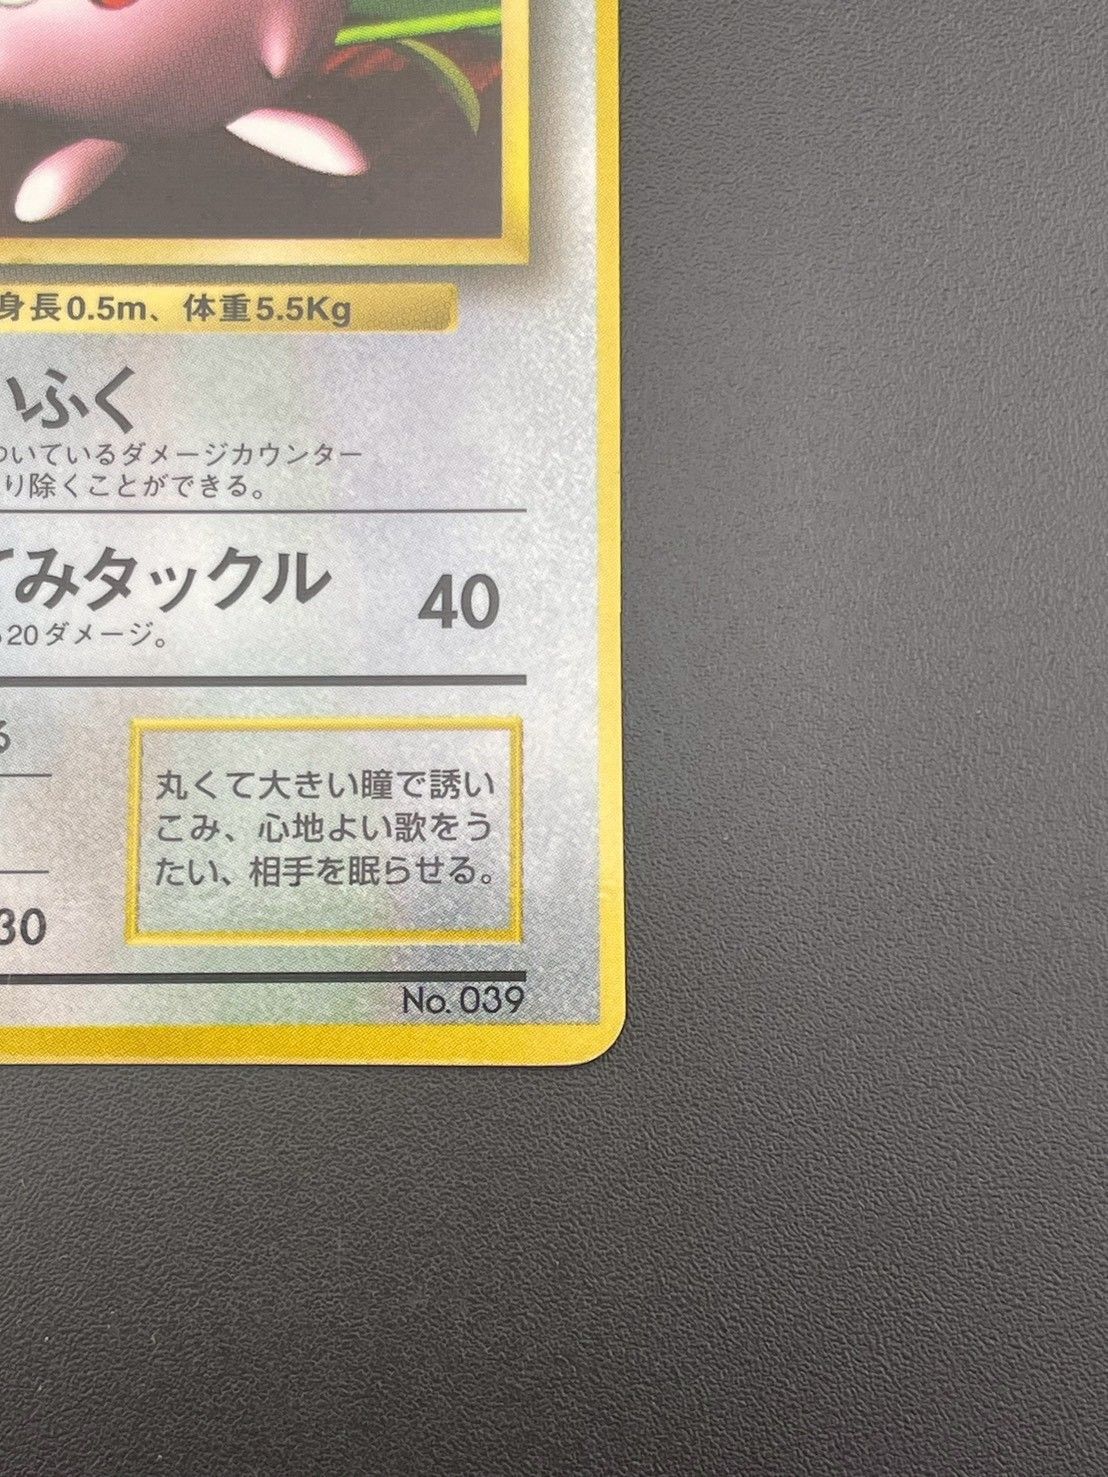 身長0.5m、体重5.5Kg
いふく
ついているダメージカウンター
り除くことができる。
てみタックル 40
20ダメージ。
丸くて大きい瞳で誘い
こみ、心地よい歌をう
たい、相手を眠らせる。
30
No. 039